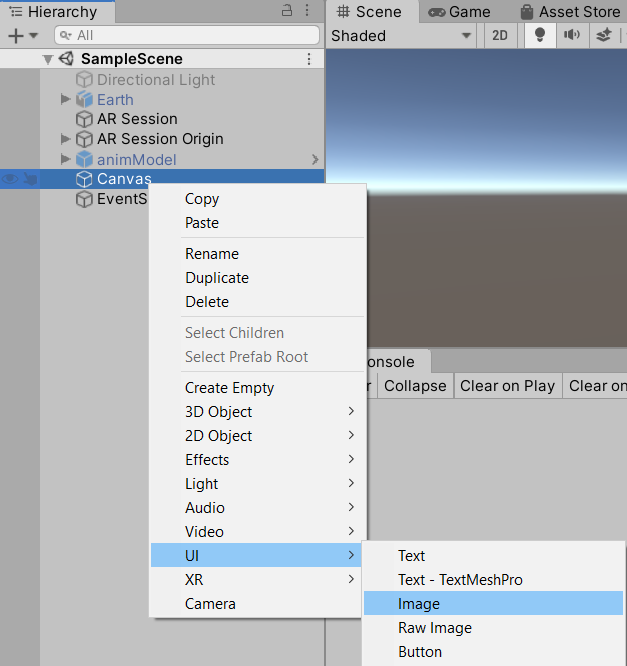 Hierarchy
All
SampleScene
Directional Light
Earth
AR Session
AR Session Origin
animModel
Canvas
EventS
Copy
Paste
Rename
Duplicate
Delete
Select Children
Select Prefab Root
Create Empty
3D Object
2D Object
Effects
Light
Audio
Video
UI
XR
Camera
Text
Text - TextMeshPro
Image
Raw Image
Button
Scene Game Asset Store
Shaded 2D
onsole
r Collapse Clear on Play Clear on